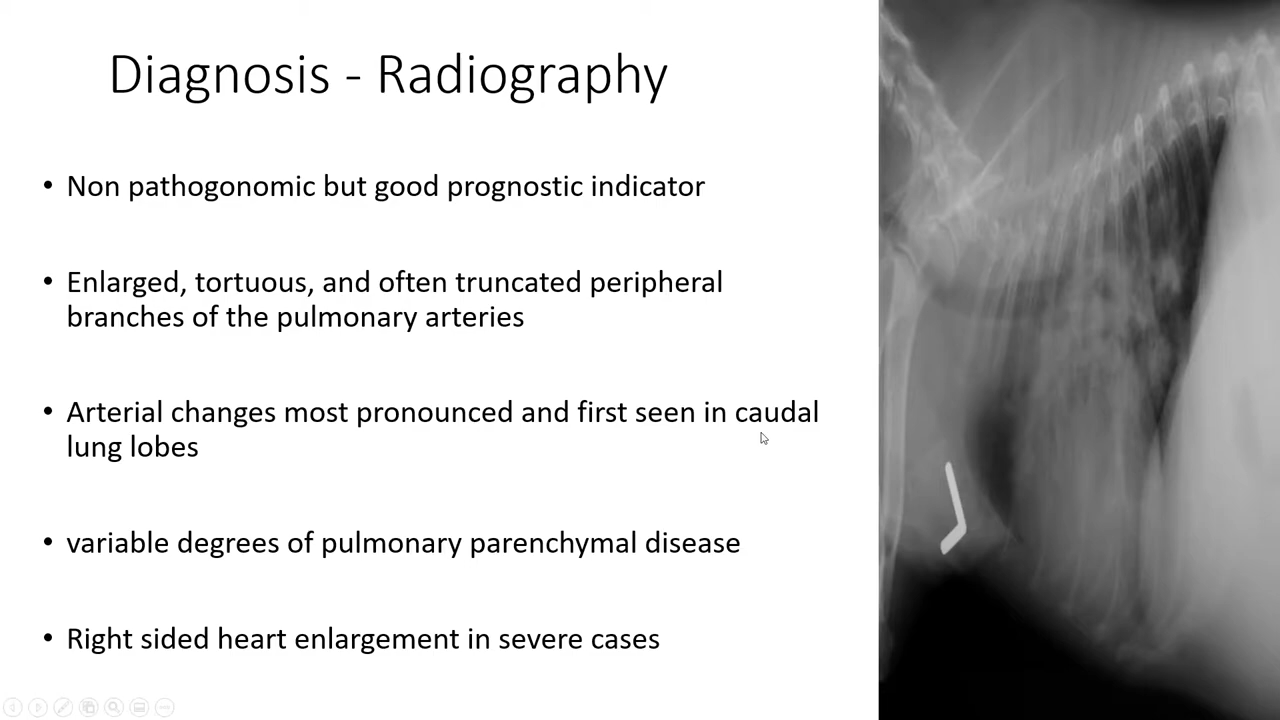 Diagnosis - Radiography
• Non pathogonomic but good prognostic indicator
• Enlarged, tortuous, and often truncated peripheral
branches of the pulmonary arteries
• Arterial changes most pronounced and first seen in caudal
lung lobes
• variable degrees of pulmonary parenchymal disease
• Right sided heart enlargement in severe cases